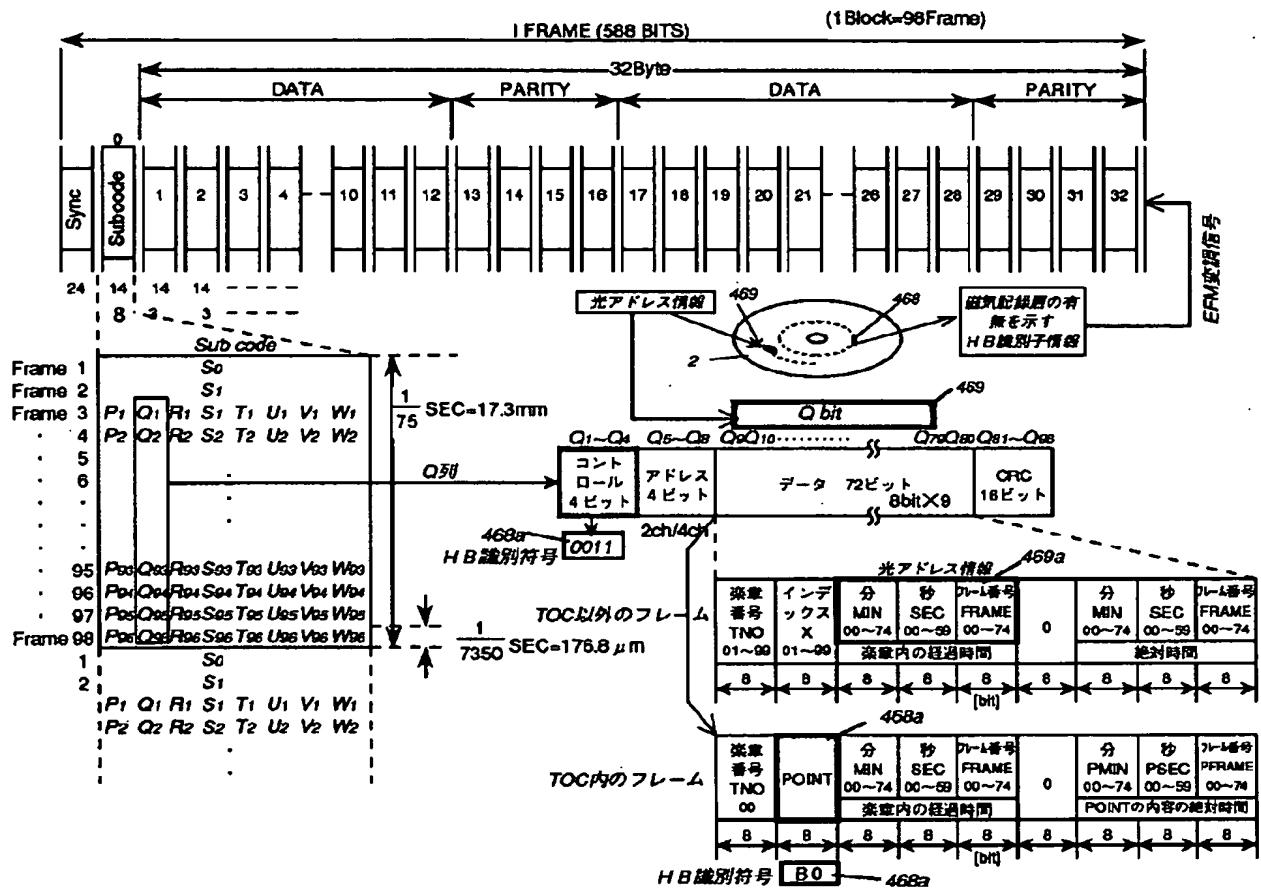 (1Block=98Frame)
1 FRAME (588 BITS)
32Byte
DATA PARITY DATA PARITY
0
Sync Subcode 1 2 3 4 10 11 12 13 14 15 16 17 18 19 20 21 26 27 28 29 30 31 32
24 14 14 14
8 3 3
EFM変調信号
光アドレス情報 469 468
磁気記録層の有
無を示す
HB識別子情報
2
Sub code
Frame 1 S0
Frame 2 S1
Frame 3 P1 Q1 R1 S1 T1 U1 V1 W1
4 P2 Q2 R2 S2 T2 U2 V2 W2
5
6
95 P93 Q93 R93 S93 T93 U93 V93 W93
96 P94 Q94 R94 S94 T94 U94 V94 W94
97 P95 Q95 R95 S95 T95 U95 V95 W95
Frame 98 P96 Q96 R96 S96 T96 U96 V96 W96
1 S0
2 S1
P1 Q1 R1 S1 T1 U1 V1 W1
P2 Q2 R2 S2 T2 U2 V2 W2
1/75 SEC=17.3mm
1/7350 SEC=176.8μm
Q列
469
Q bit
Q1~Q4 Q5~Q8 Q9Q10 Q79Q80 Q81~Q96
コント
ロール
4ビット
アドレス
4ビット
データ 72ビット
8bit×9
CRC
16ビット
2ch/4ch
468a
HB識別符号 0011
光アドレス情報 469a
TOC以外のフレーム
楽章
番号
TNO
01~99
インデ
ックス
X
01~99
分
MIN
00~74
秒
SEC
00~59
フレーム番号
FRAME
00~74
楽章内の経過時間
0
分
MIN
00~74
秒
SEC
00~59
フレーム番号
FRAME
00~74
絶対時間
8 8 8 8 8 8 8 8 8
[bit]
468a
TOC内のフレーム
楽章
番号
TNO
00
POINT
分
MIN
00~74
秒
SEC
00~59
フレーム番号
FRAME
00~74
楽章内の経過時間
0
分
PMIN
00~74
秒
PSEC
00~59
フレーム番号
PFRAME
00~74
POINTの内容の絶対時間
8 8 8 8 8 8 8 8 8
[bit]
HB識別符号 B0 468a